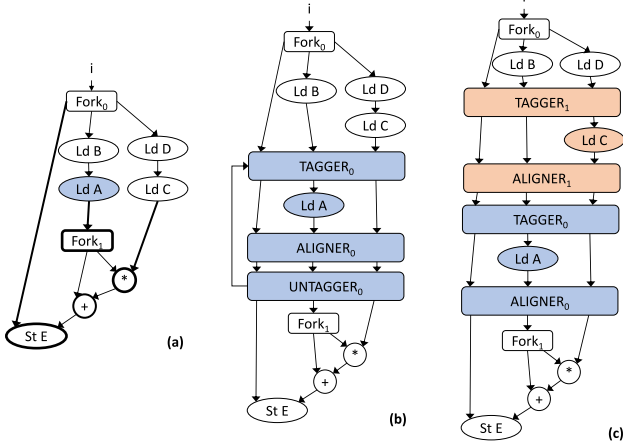 i
Fork0
Ld B
Ld D
Ld A
Ld C
Fork1
*
+
St E
(a)
i
Fork0
Ld B
Ld D
Ld C
TAGGER0
Ld A
ALIGNER0
UNTAGGER0
Fork1
*
+
St E
(b)
Fork0
Ld B
Ld D
TAGGER1
Ld C
ALIGNER1
TAGGER0
Ld A
ALIGNER0
Fork1
*
+
St E
(c)